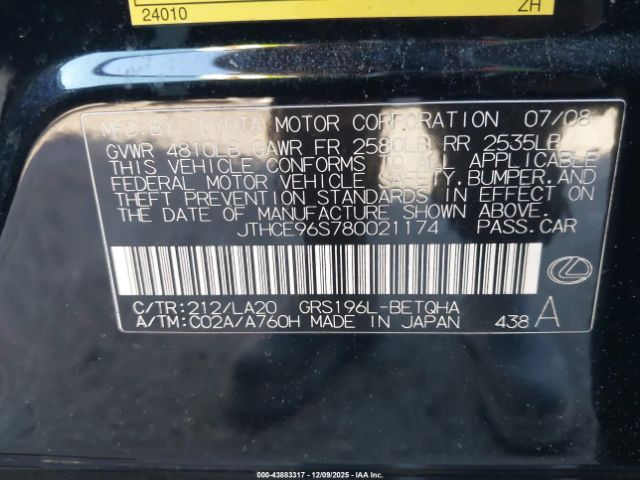 24010 ZH
MFD. BY: TOYOTA MOTOR CORPORATION 07/08
GVWR 4810LB GAWR FR 2580LB RR 2535LB
THIS VEHICLE CONFORMS TO ALL APPLICABLE
FEDERAL MOTOR VEHICLE SAFETY, BUMPER, AND
THEFT PREVENTION STANDARDS IN EFFECT ON
THE DATE OF MANUFACTURE SHOWN ABOVE.
JTHCE96S780021174 PASS.CAR
C/TR:212/LA20 GRS196L-BETQHA
A/TM:C02A/A760H MADE IN JAPAN 438 A
000-43883317 - 12/09/2025 - IAAI.COM